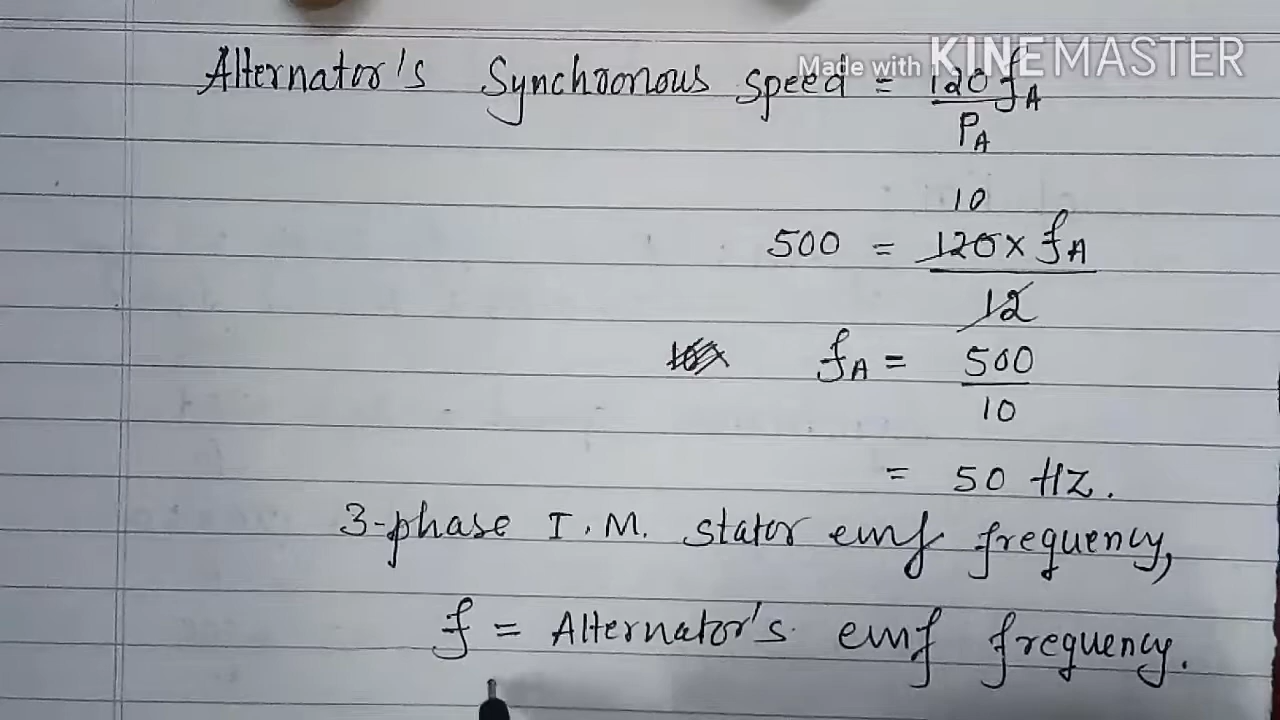 Made with KINEMASTER
Alternator's Synchronous speed = 120 fA
PA
10
500 = 120 x fA
12
fA = 500
10
= 50 Hz.
3-phase I.M. stator emf frequency,
f = Alternator's emf frequency.